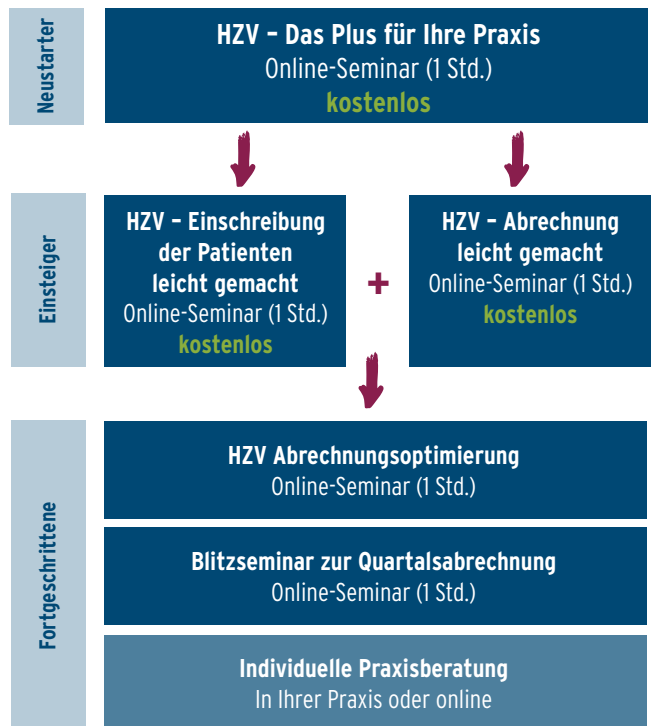 Neustarter
HZV – Das Plus für Ihre Praxis
Online-Seminar (1 Std.)
kostenlos
Einsteiger
HZV – Einschreibung
der Patienten
leicht gemacht
Online-Seminar (1 Std.)
kostenlos
+
HZV – Abrechnung
leicht gemacht
Online-Seminar (1 Std.)
kostenlos
Fortgeschrittene
HZV Abrechnungsoptimierung
Online-Seminar (1 Std.)
Blitzseminar zur Quartalsabrechnung
Online-Seminar (1 Std.)
Individuelle Praxisberatung
In Ihrer Praxis oder online